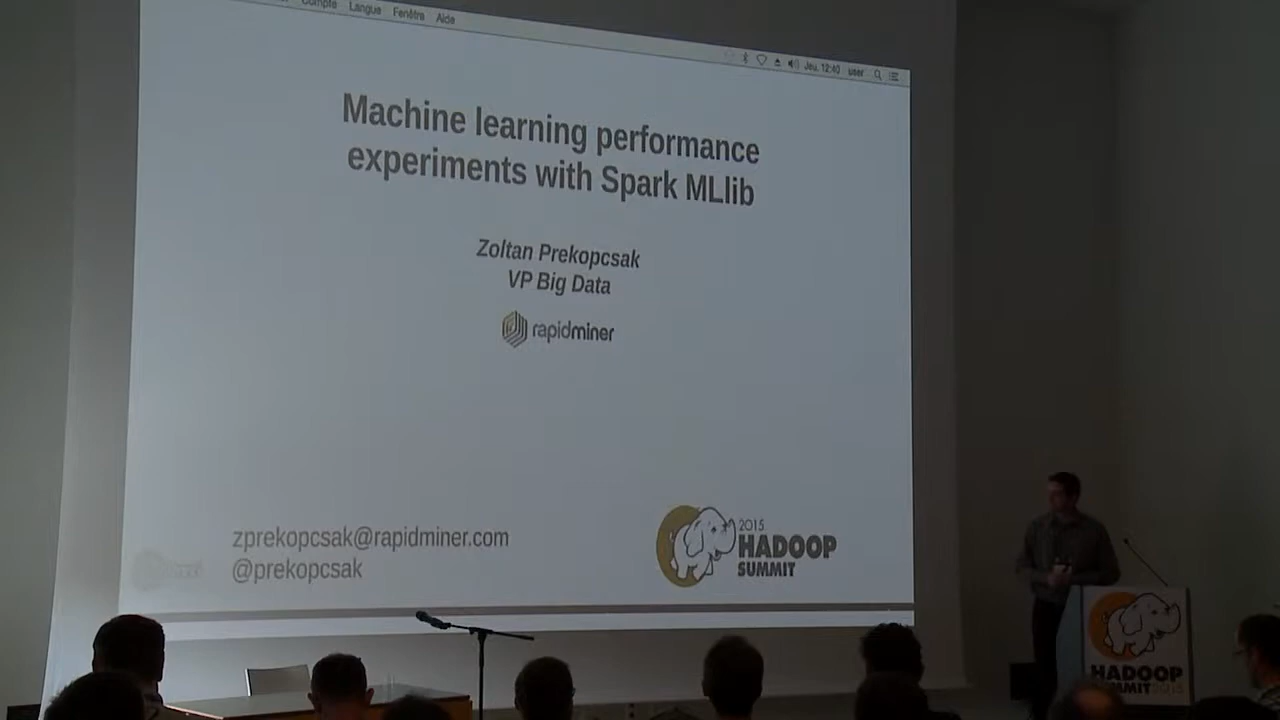 Compte Langue Fenêtre Aide
Jeu. 12:40 user
Machine learning performance
experiments with Spark MLlib
Zoltan Prekopcsak
VP Big Data
rapidminer
zprekopcsak@rapidminer.com
@prekopcsak
2015
HADOOP
SUMMIT
HADOOP
SUMMIT 2015